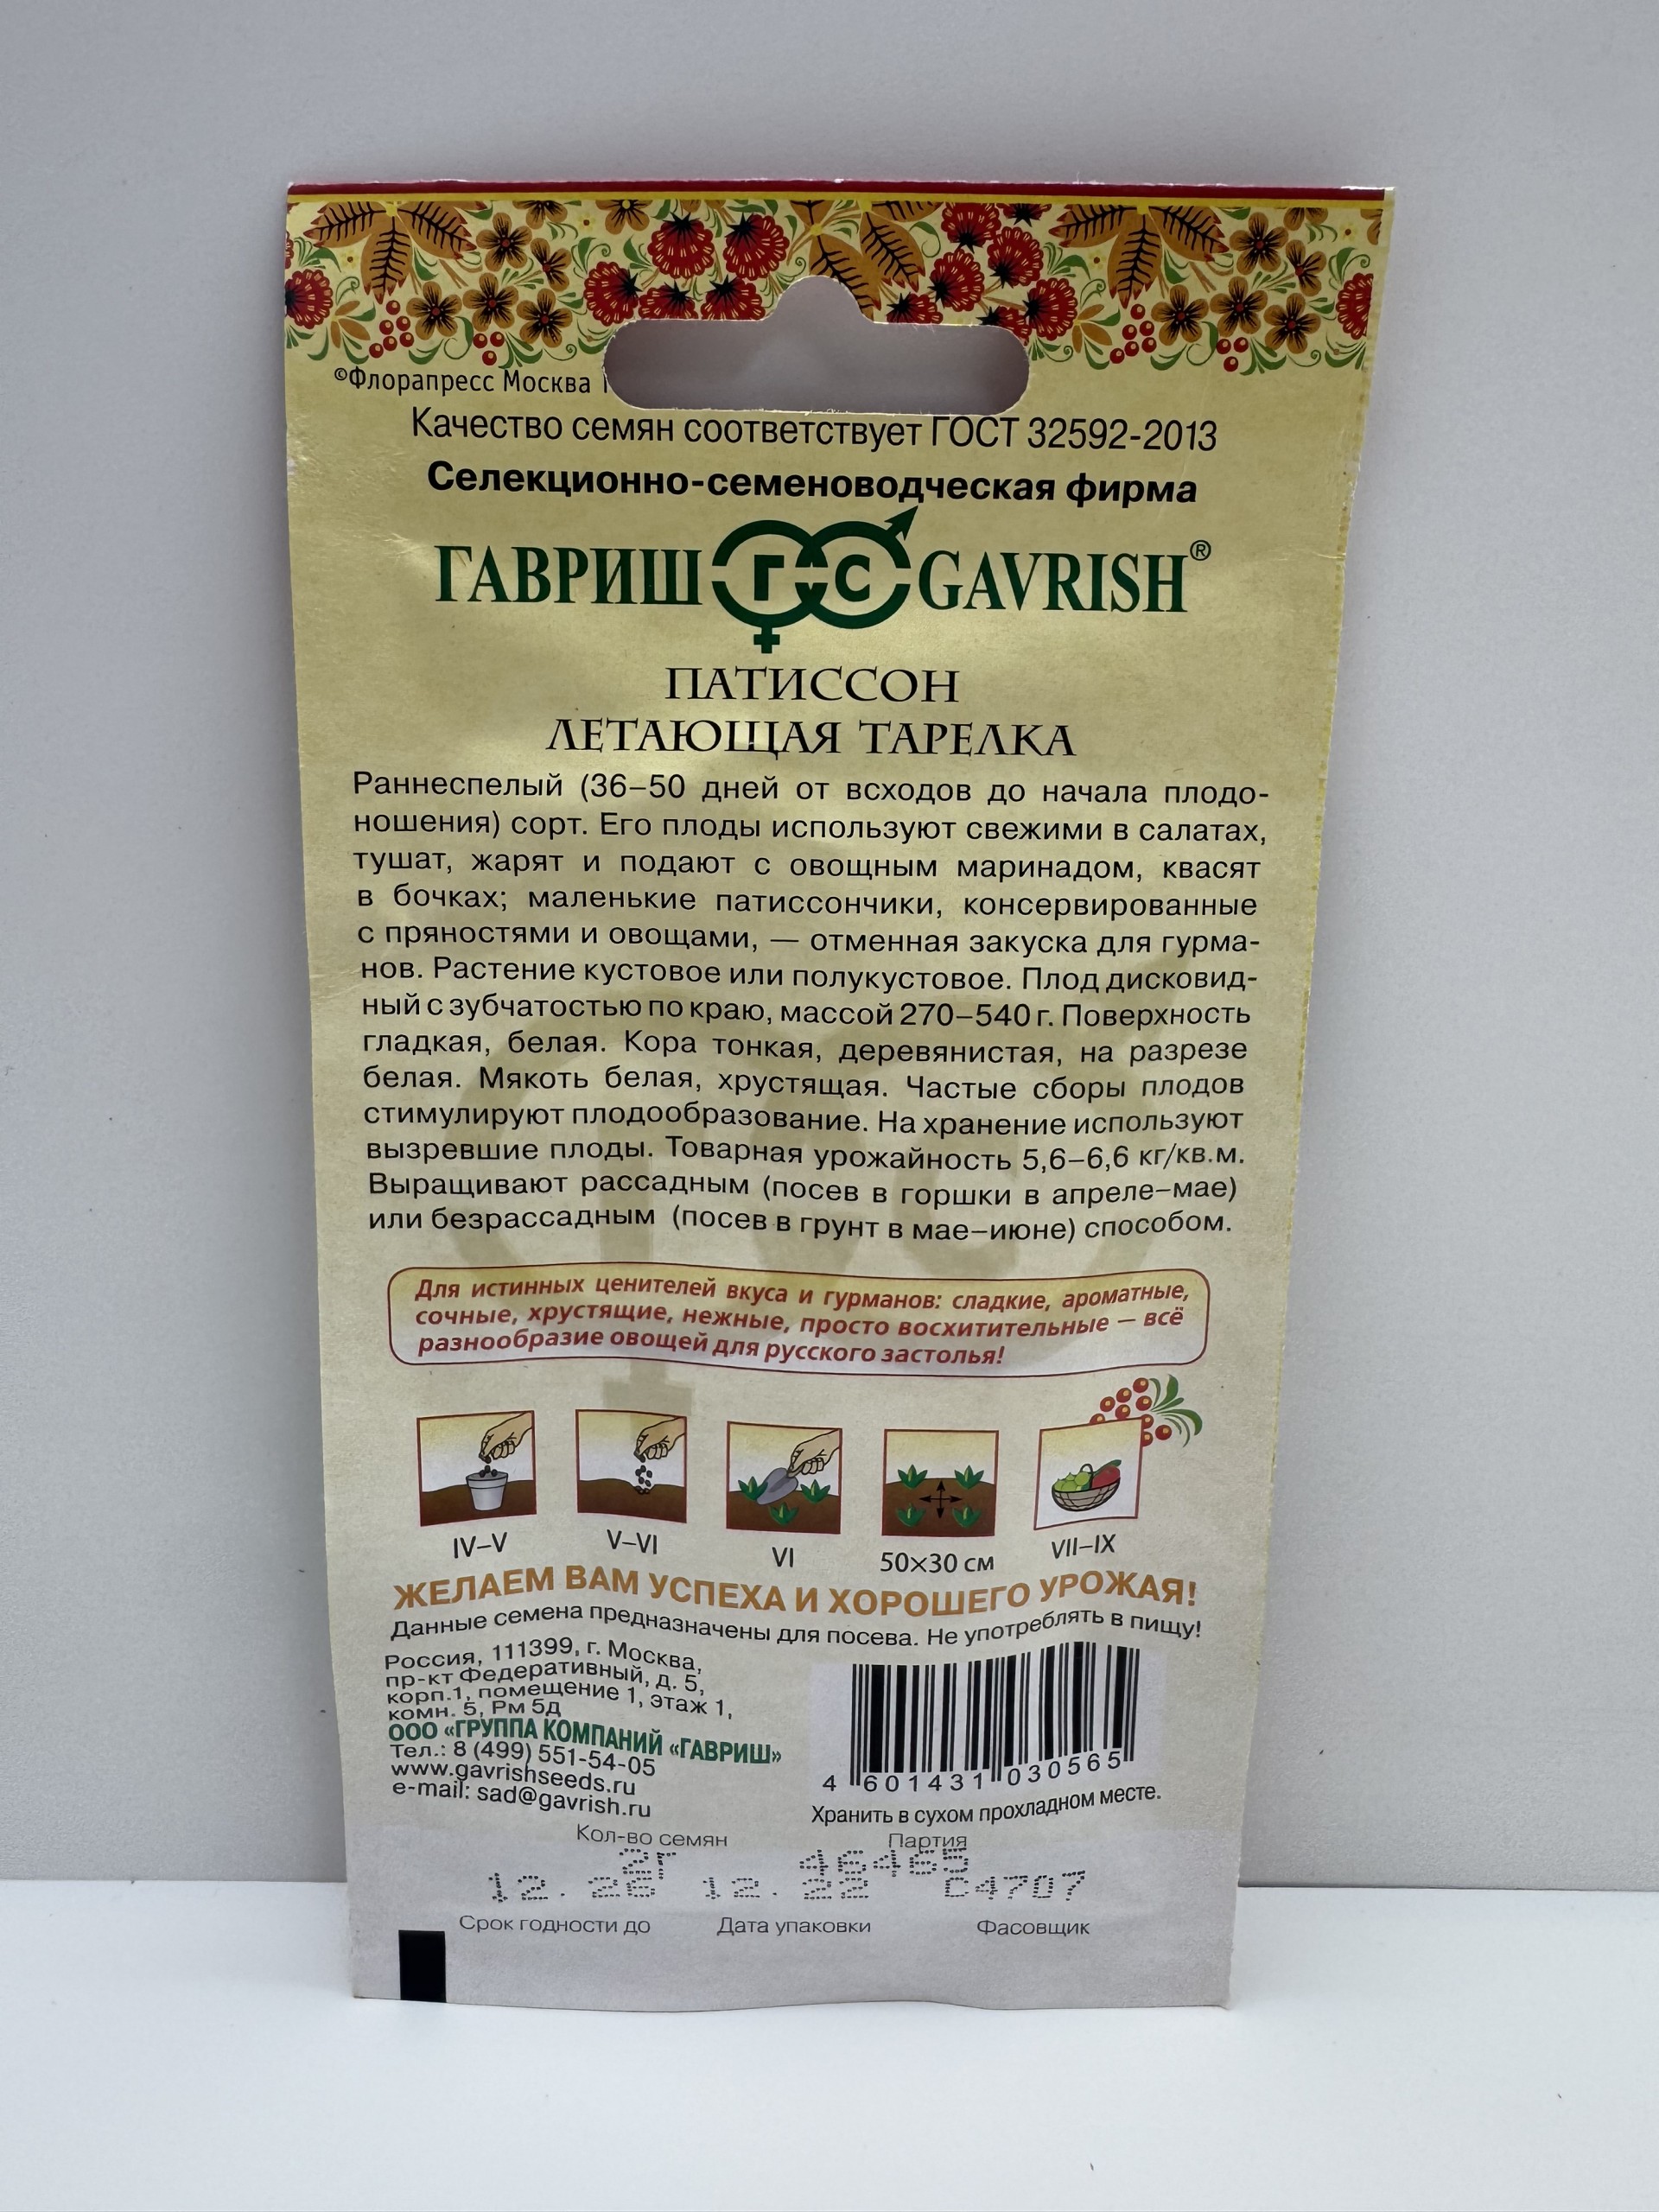 ©Флорапресс Москва
Качество семян соответствует ГОСТ 32592-2013
Селекционно-семеноводческая фирма
ГАВРИШ ГС GAVRISH®
ПАТИССОН
ЛЕТАЮЩАЯ ТАРЕЛКА
Раннеспелый (36–50 дней от всходов до начала плодо-
ношения) сорт. Его плоды используют свежими в салатах,
тушат, жарят и подают с овощным маринадом, квасят
в бочках; маленькие патиссончики, консервированные
с пряностями и овощами, — отменная закуска для гурма-
нов. Растение кустовое или полукустовое. Плод дисковид-
ный с зубчатостью по краю, массой 270–540 г. Поверхность
гладкая, белая. Кора тонкая, деревянистая, на разрезе
белая. Мякоть белая, хрустящая. Частые сборы плодов
стимулируют плодообразование. На хранение используют
вызревшие плоды. Товарная урожайность 5,6–6,6 кг/кв.м.
Выращивают рассадным (посев в горшки в апреле–мае)
или безрассадным (посев в грунт в мае–июне) способом.
Для истинных ценителей вкуса и гурманов: сладкие, ароматные,
сочные, хрустящие, нежные, просто восхитительные — всё
разнообразие овощей для русского застолья!
IV–V V–VI VI 50×30 см VII–IX
ЖЕЛАЕМ ВАМ УСПЕХА И ХОРОШЕГО УРОЖАЯ!
Данные семена предназначены для посева. Не употреблять в пищу!
Россия, 111399, г. Москва,
пр-кт Федеративный, д. 5,
корп.1, помещение 1, этаж 1,
комн. 5, Рм 5д
ООО «ГРУППА КОМПАНИЙ «ГАВРИШ»
Тел.: 8 (499) 551-54-05
www.gavrishseeds.ru
e-mail: sad@gavrish.ru
4 601431 030565
Хранить в сухом прохладном месте.
Кол-во семян Партия
2г 46465
12.26 12.22 С4707
Срок годности до Дата упаковки Фасовщик